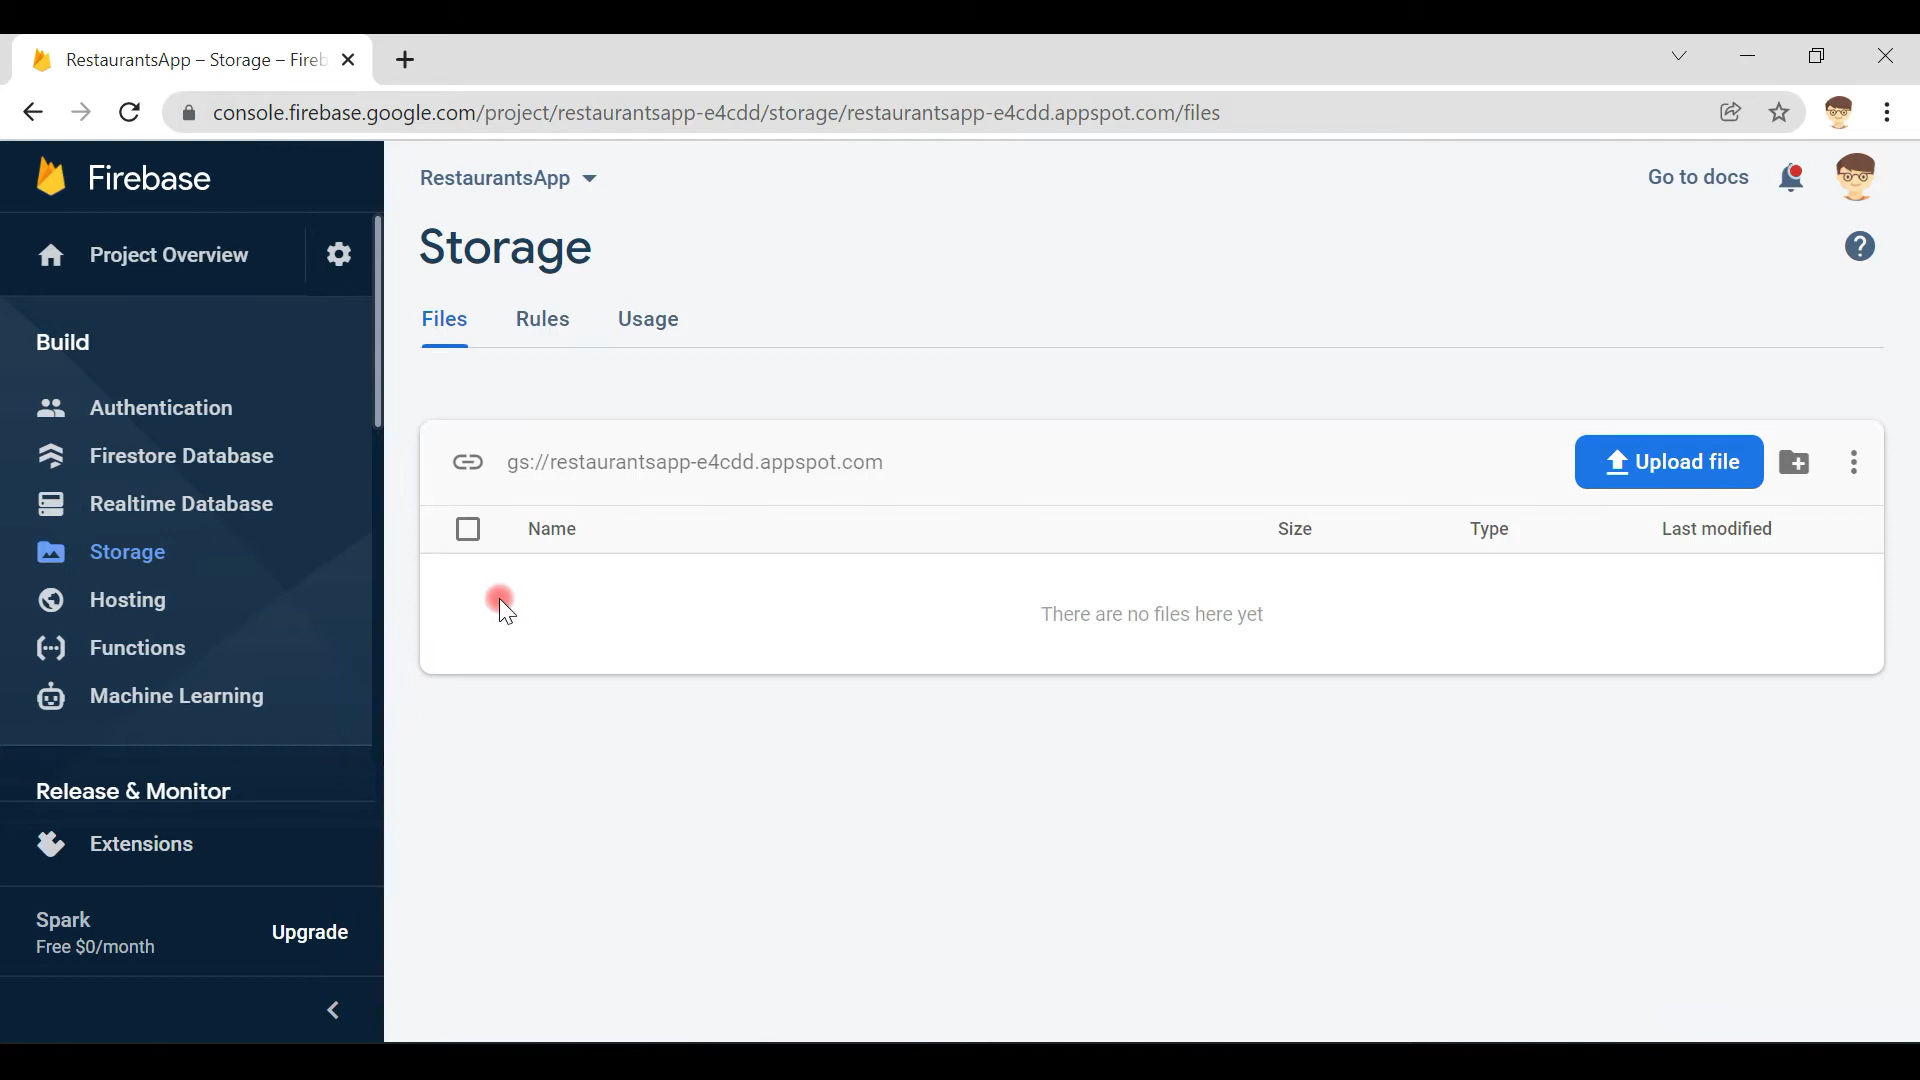 RestaurantsApp – Storage – Fireb
console.firebase.google.com/project/restaurantsapp-e4cdd/storage/restaurantsapp-e4cdd.appspot.com/files
Firebase
RestaurantsApp
Go to docs
Project Overview
Storage
Files Rules Usage
Build
Authentication
Firestore Database
Realtime Database
Storage
Hosting
Functions
Machine Learning
gs://restaurantsapp-e4cdd.appspot.com
Upload file
Name Size Type Last modified
There are no files here yet
Release & Monitor
Extensions
Spark
Free $0/month
Upgrade